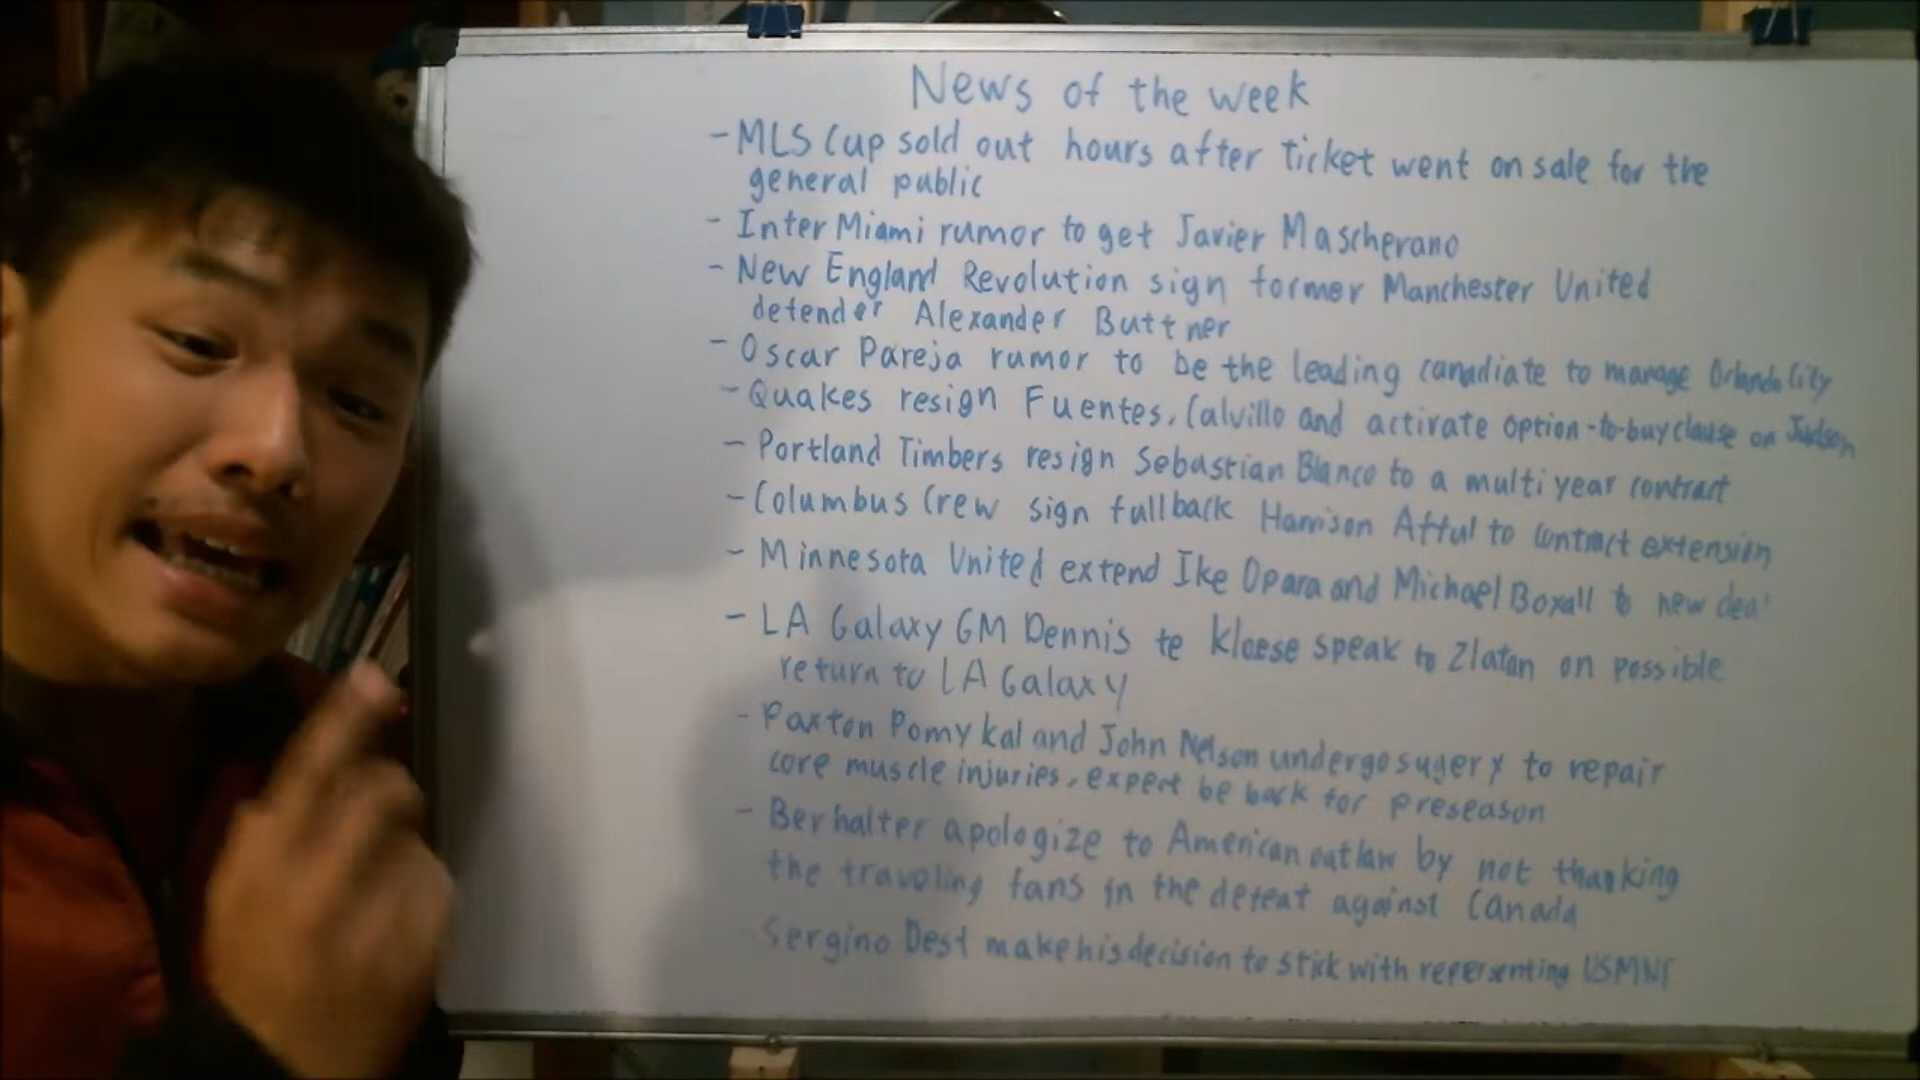 News of the week
- MLS Cup sold out hours after ticket went on sale for the
general public
- Inter Miami rumor to get Javier Mascherano
- New England Revolution sign former Manchester United
defender Alexander Buttner
- Oscar Pareja rumor to be the leading canadiate to manage Orlando City
- Quakes resign Fuentes, Calvillo and activate option-to-buy clause on Judson
- Portland Timbers resign Sebastian Blanco to a multi year contract
- Columbus Crew sign fullback Harrison Afful to contract extension
- Minnesota United extend Ike Opara and Michael Boxall to new deal
- LA Galaxy GM Dennis te kloese speak to Zlatan on possible
return to LA Galaxy
- Paxton Pomykal and John Nelson undergo sugery to repair
core muscle injuries, expect be back for preseason
- Berhalter apologize to American outlaw by not thanking
the traveling fans in the defeat against Canada
Sergino Dest make his decision to stick with repersenting USMNT